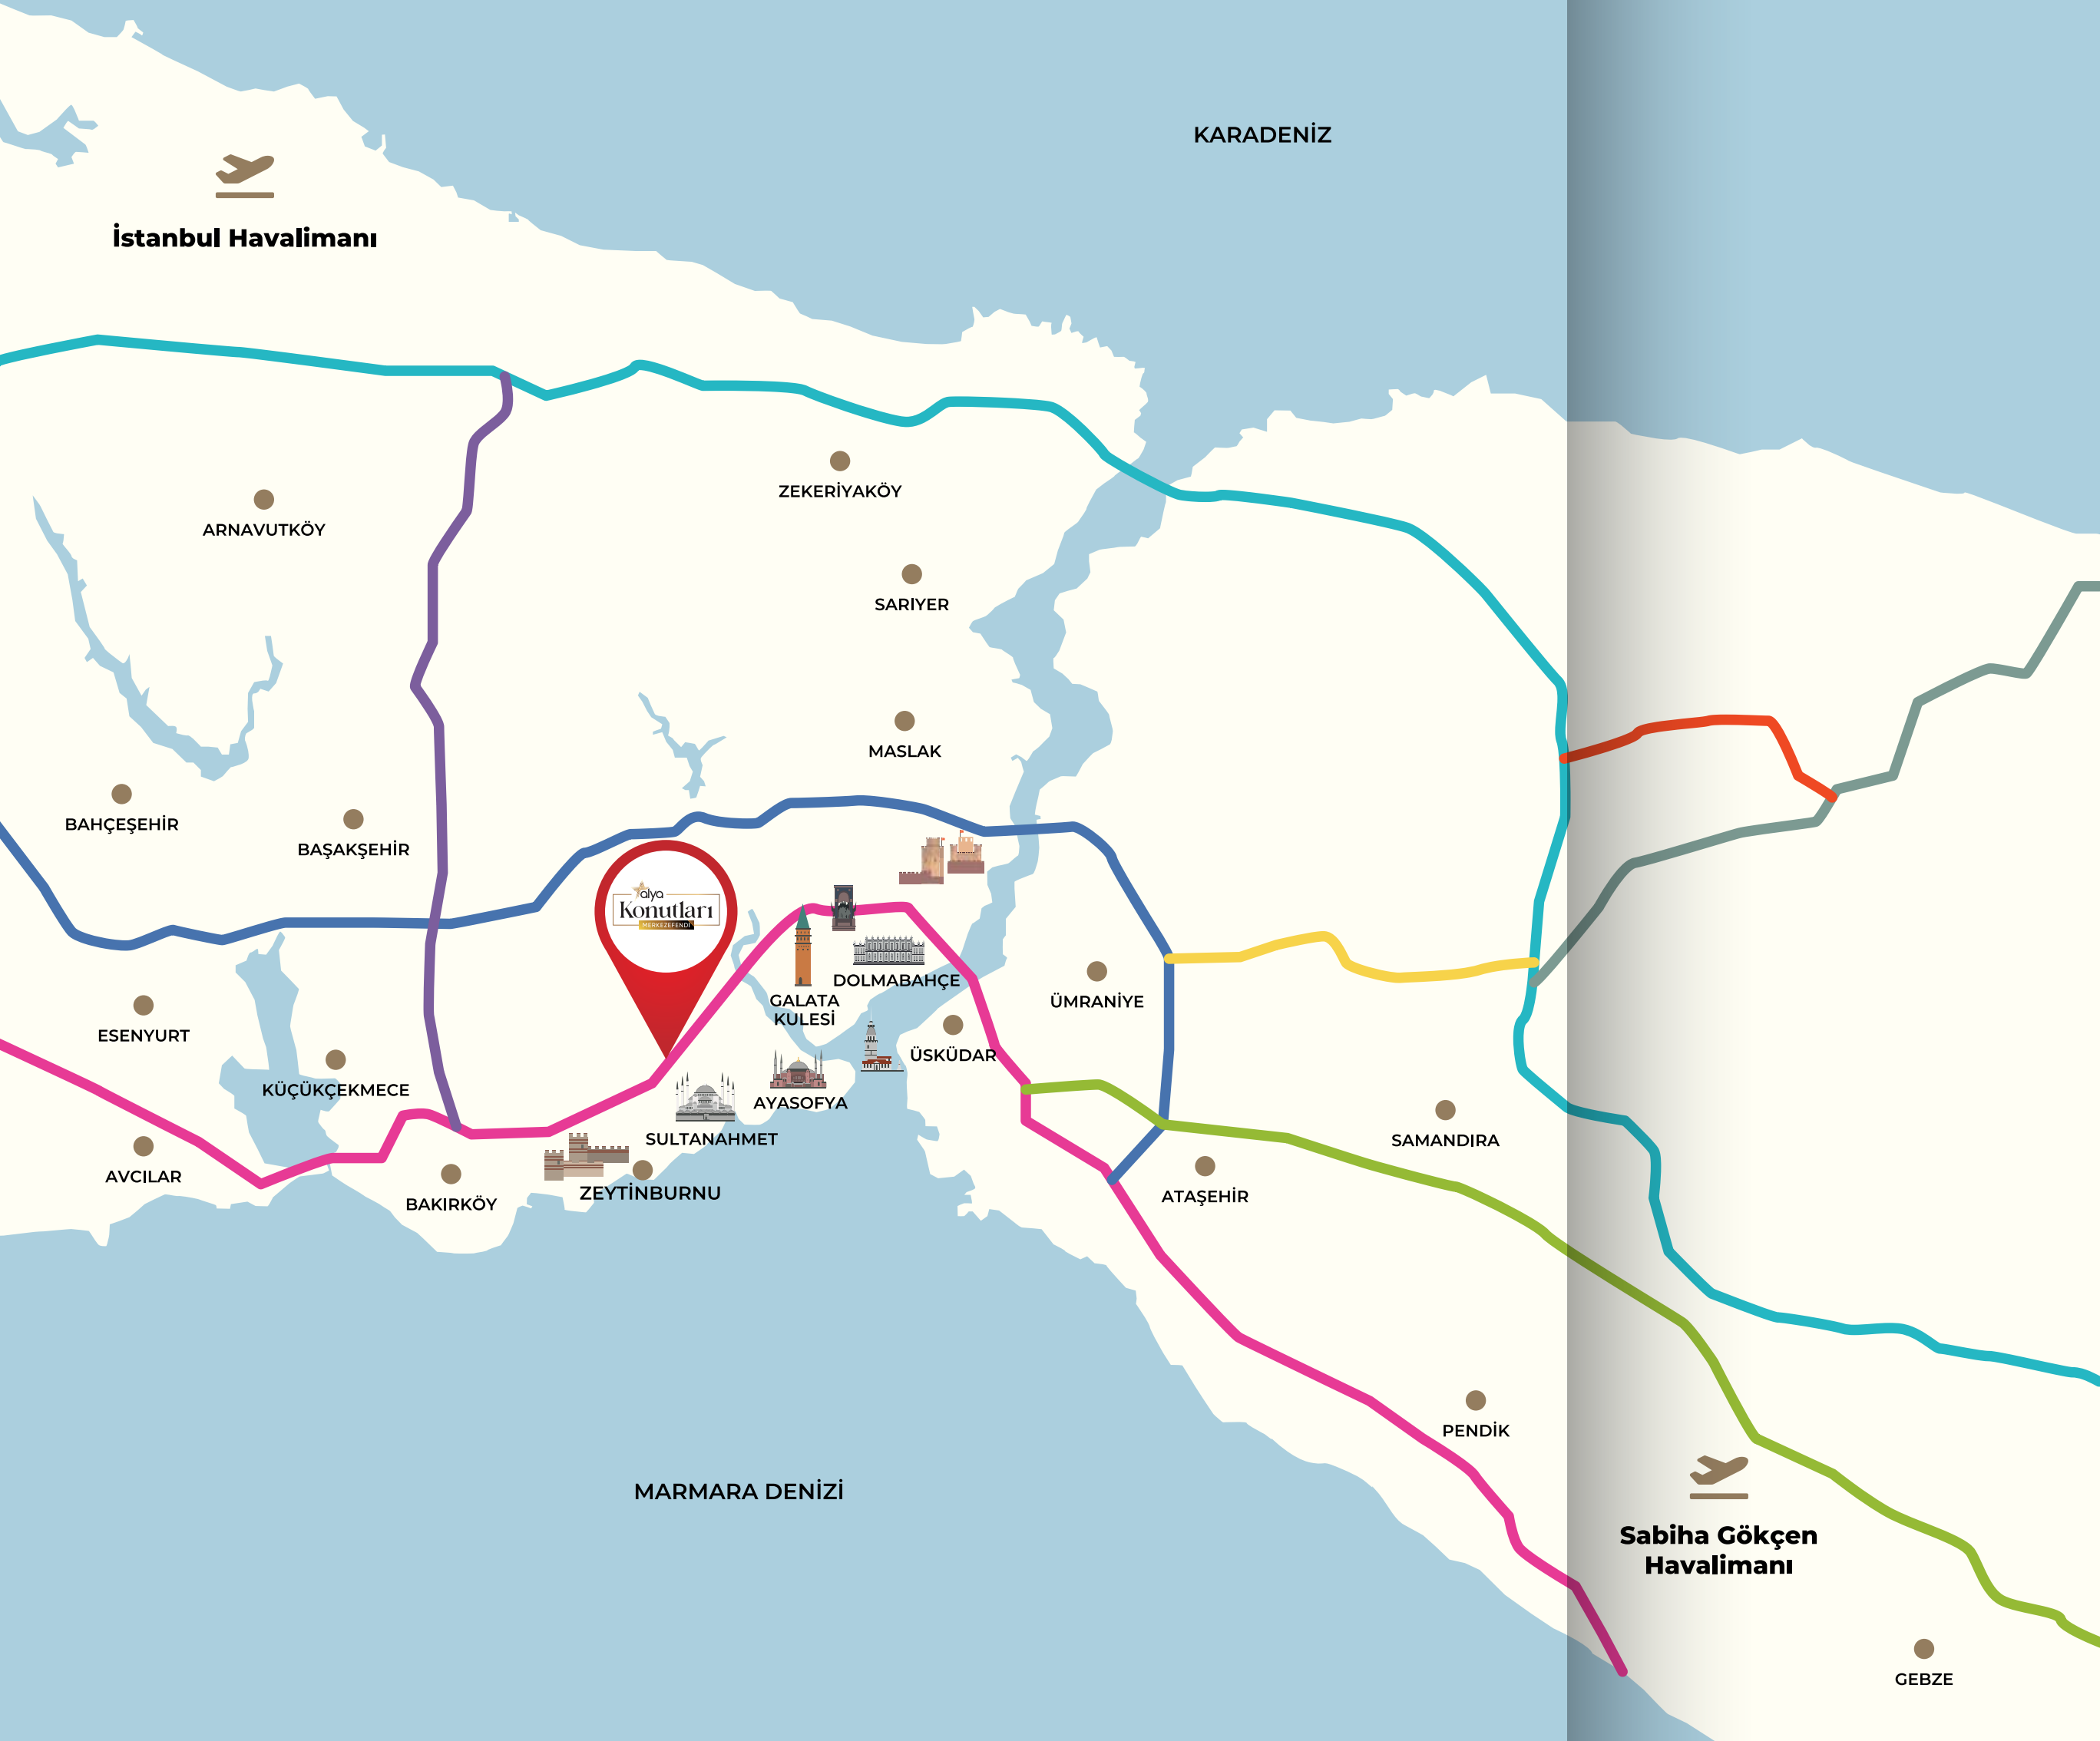 KARADENİZ
İstanbul Havalimanı
ZEKERİYAKÖY
ARNAVUTKÖY
SARIYER
MASLAK
BAHÇEŞEHİR
BAŞAKŞEHİR
alya
Konutları
MERKEZEFENDİ
DOLMABAHÇE
GALATA
KULESİ
ÜMRANİYE
ESENYURT
ÜSKÜDAR
KÜÇÜKÇEKMECE
AYASOFYA
SULTANAHMET
SAMANDIRA
AVCILAR
ZEYTİNBURNU
ATAŞEHİR
BAKIRKÖY
PENDİK
MARMARA DENİZİ
Sabiha Gökçen
Havalimanı
GEBZE